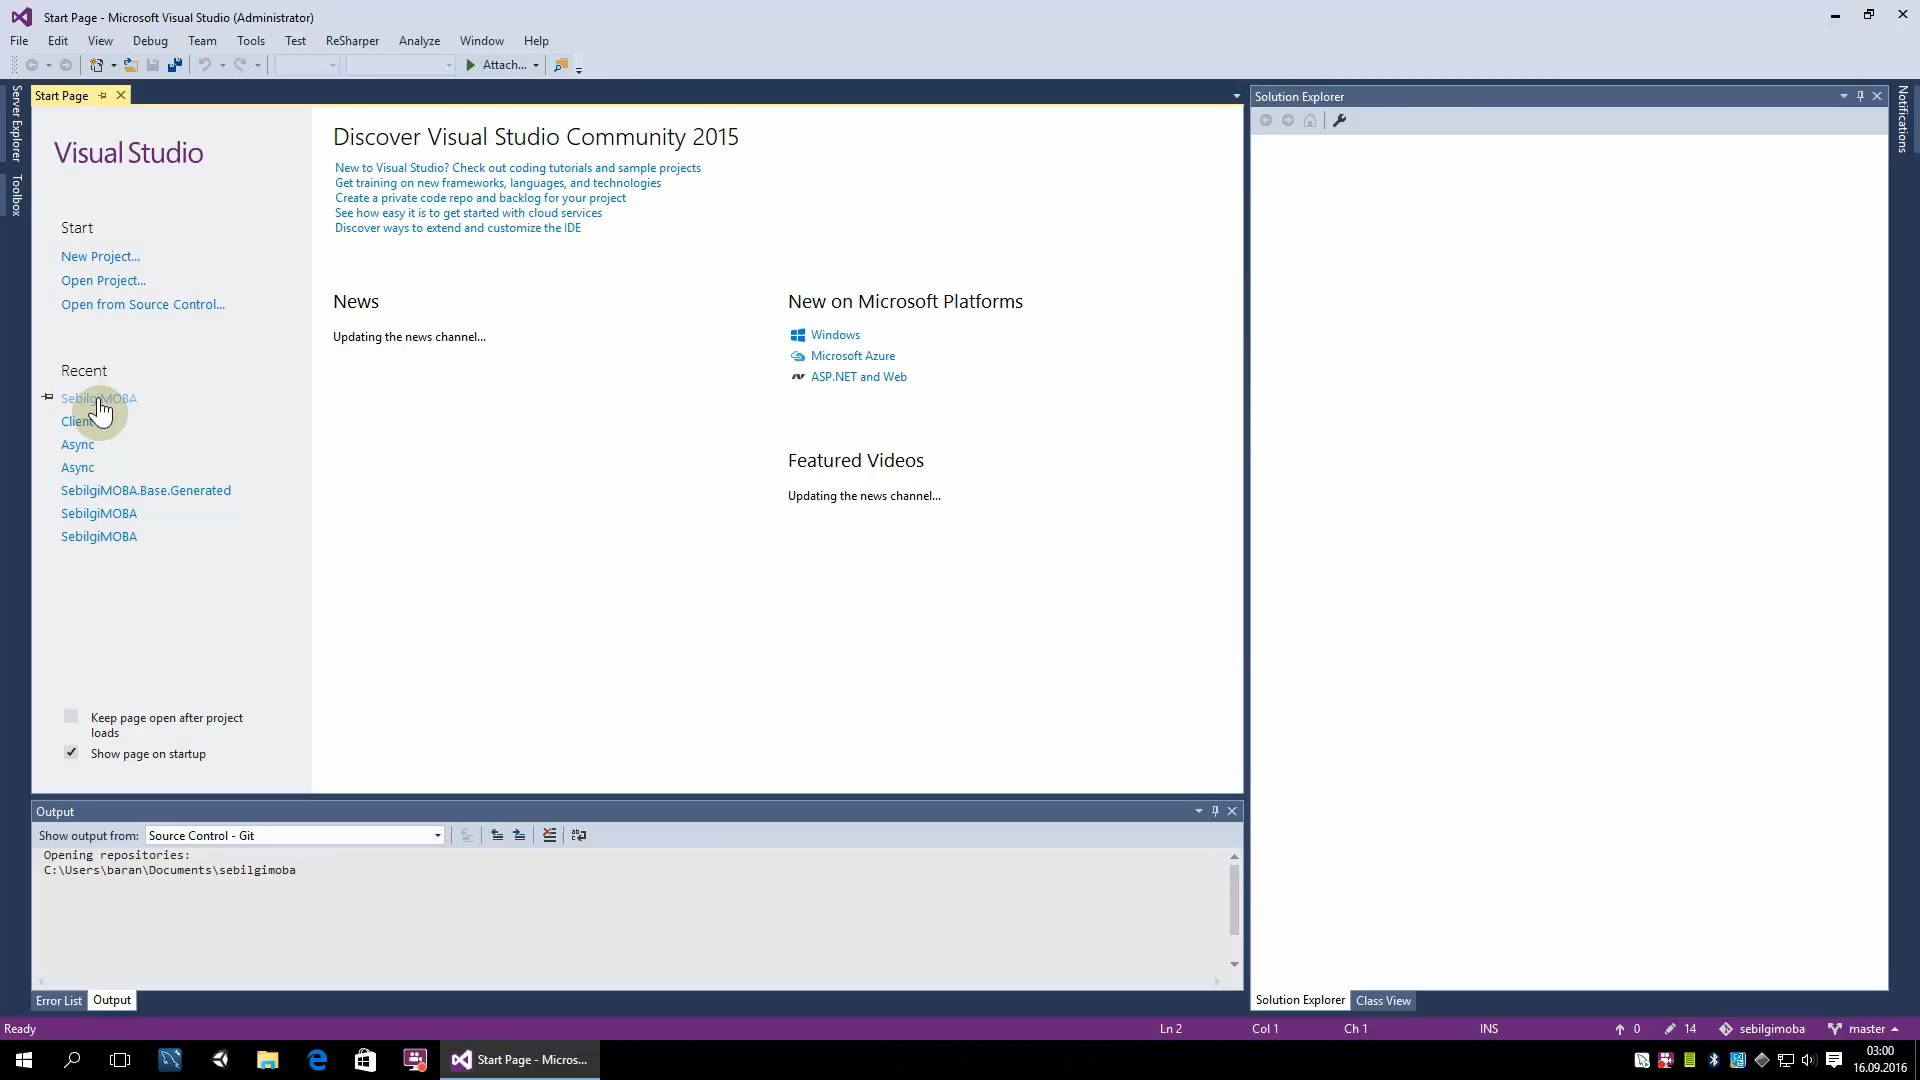 Start Page - Microsoft Visual Studio (Administrator)
File Edit View Debug Team Tools Test ReSharper Analyze Window Help
Attach...
Server Explorer
Toolbox
Start Page
Visual Studio
Start
New Project...
Open Project...
Open from Source Control...
Recent
SebilgiMOBA
Client
Async
Async
SebilgiMOBA.Base.Generated
SebilgiMOBA
SebilgiMOBA
Keep page open after project
loads
Show page on startup
Discover Visual Studio Community 2015
New to Visual Studio? Check out coding tutorials and sample projects
Get training on new frameworks, languages, and technologies
Create a private code repo and backlog for your project
See how easy it is to get started with cloud services
Discover ways to extend and customize the IDE
News
Updating the news channel...
New on Microsoft Platforms
Windows
Microsoft Azure
ASP.NET and Web
Featured Videos
Updating the news channel...
Solution Explorer
Notifications
Output
Show output from: Source Control - Git
Opening repositories:
C:\Users\baran\Documents\sebilgimoba
Error List Output
Solution Explorer Class View
Ready Ln 2 Col 1 Ch 1 INS 0 14 sebilgimoba master
Start Page - Micros...
03:00
16.09.2016